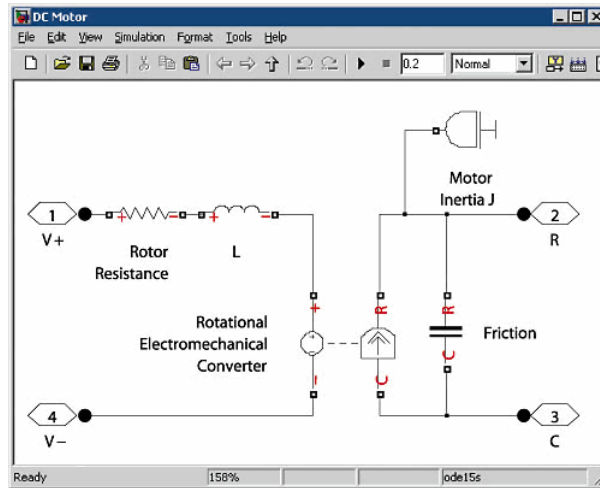 DC Motor
File Edit View Simulation Format Tools Help
0.2 Normal
Motor
Inertia J
1
V+
+ −
Rotor
Resistance
+ −
L
2
R
+
R
R
Rotational
Electromechanical
Converter
+
Friction
−
C
C
4
V−
3
C
Ready 158% ode15s